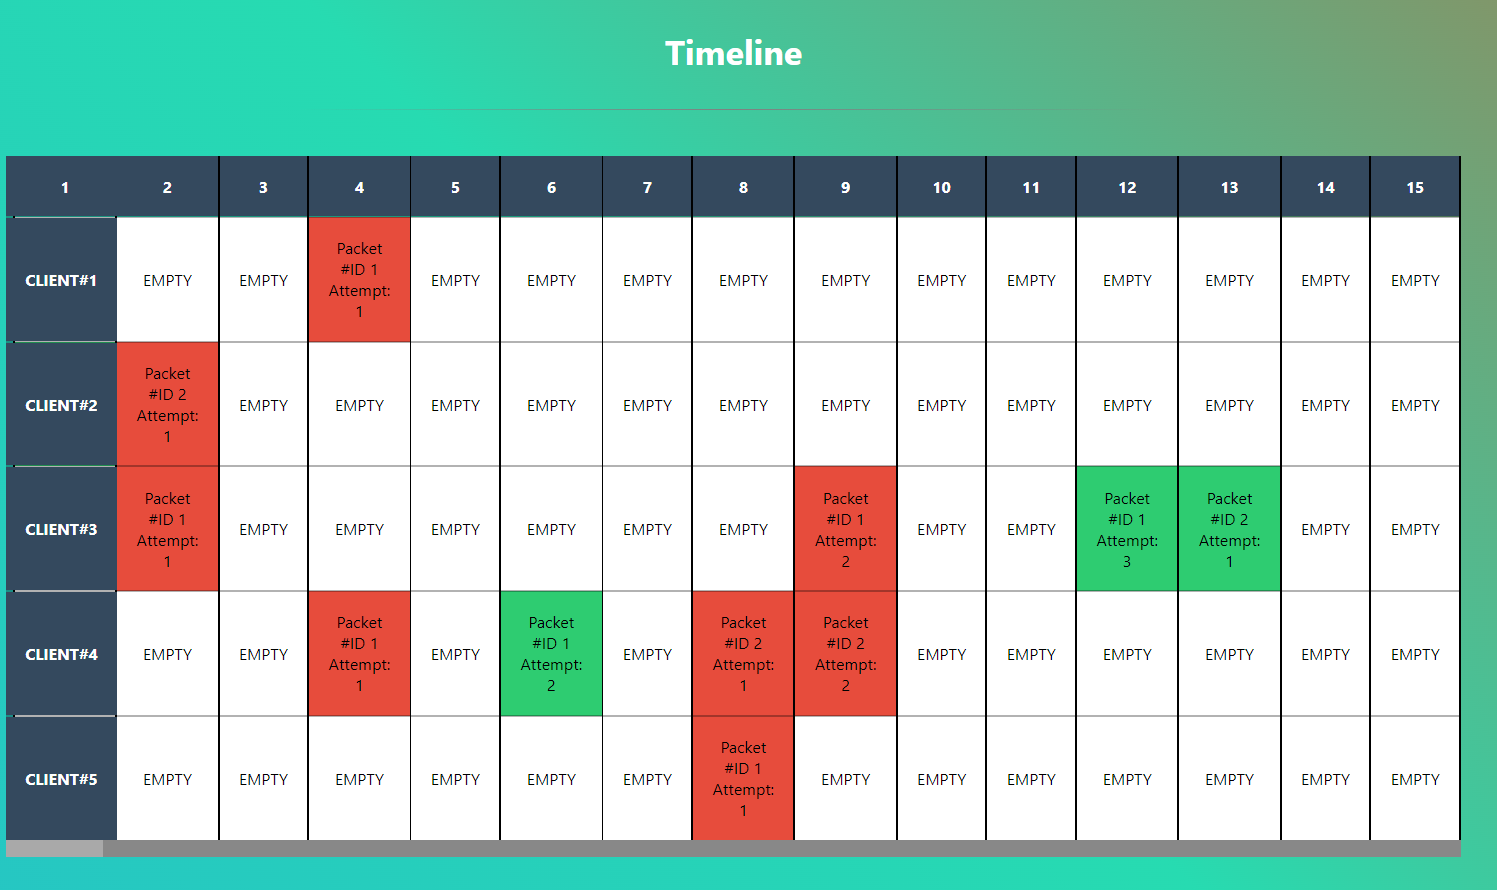 Timeline
1 2 3 4 5 6 7 8 9 10 11 12 13 14 15
CLIENT#1 EMPTY EMPTY Packet #ID 1 Attempt: 1 EMPTY EMPTY EMPTY EMPTY EMPTY EMPTY EMPTY EMPTY EMPTY EMPTY EMPTY
CLIENT#2 Packet #ID 2 Attempt: 1 EMPTY EMPTY EMPTY EMPTY EMPTY EMPTY EMPTY EMPTY EMPTY EMPTY EMPTY EMPTY EMPTY
CLIENT#3 Packet #ID 1 Attempt: 1 EMPTY EMPTY EMPTY EMPTY EMPTY EMPTY Packet #ID 1 Attempt: 2 EMPTY EMPTY Packet #ID 1 Attempt: 3 Packet #ID 2 Attempt: 1 EMPTY EMPTY
CLIENT#4 EMPTY EMPTY Packet #ID 1 Attempt: 1 EMPTY Packet #ID 1 Attempt: 2 EMPTY Packet #ID 2 Attempt: 1 Packet #ID 2 Attempt: 2 EMPTY EMPTY EMPTY EMPTY EMPTY EMPTY
CLIENT#5 EMPTY EMPTY EMPTY EMPTY EMPTY EMPTY Packet #ID 1 Attempt: 1 EMPTY EMPTY EMPTY EMPTY EMPTY EMPTY EMPTY